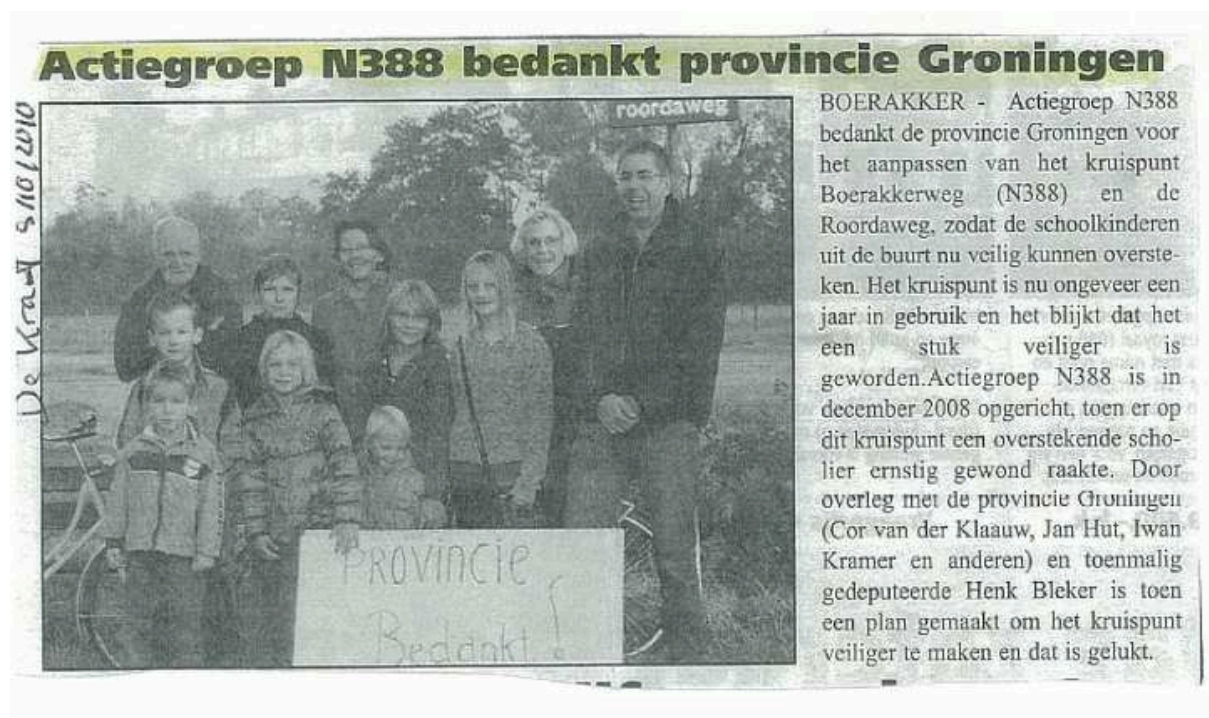 Actiegroep N388 bedankt provincie Groningen
De Krant 5/10/2010
roordaweg
PROVINCIE
Bedankt !
BOERAKKER - Actiegroep N388
bedankt de provincie Groningen voor
het aanpassen van het kruispunt
Boerakkerweg (N388) en de
Roordaweg, zodat de schoolkinderen
uit de buurt nu veilig kunnen overste-
ken. Het kruispunt is nu ongeveer een
jaar in gebruik en het blijkt dat het
een stuk veiliger is
geworden.Actiegroep N388 is in
december 2008 opgericht, toen er op
dit kruispunt een overstekende scho-
lier ernstig gewond raakte. Door
overleg met de provincie Groningen
(Cor van der Klaauw, Jan Hut, Iwan
Kramer en anderen) en toenmalig
gedeputeerde Henk Bleker is toen
een plan gemaakt om het kruispunt
veiliger te maken en dat is gelukt.